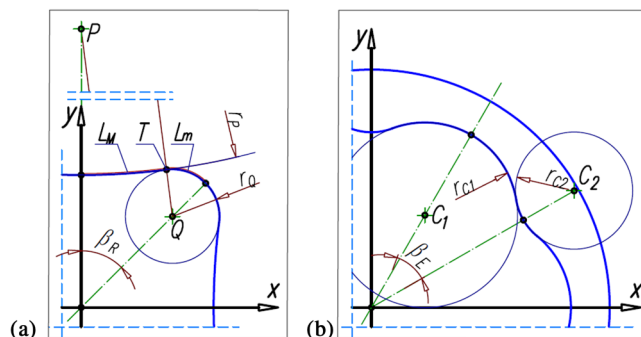 P
y
L_M
T
L_m
r_P
r_Q
Q
β_R
x
(a)
y
r_C1
r_C2
C_2
C_1
β_E
x
(b)